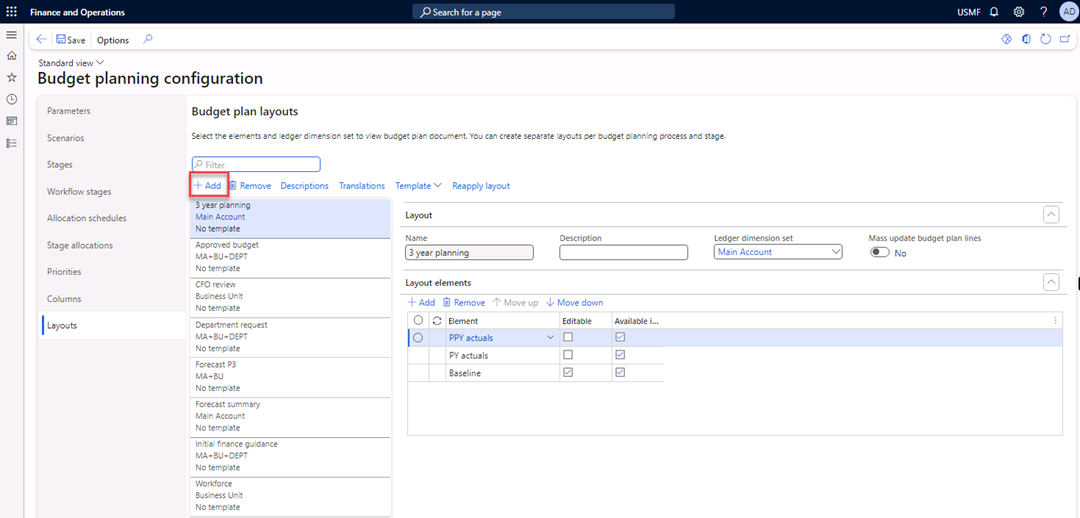 Finance and Operations
Search for a page
USMF
?
AD
Save
Options
Standard view
Budget planning configuration
Parameters
Scenarios
Stages
Workflow stages
Allocation schedules
Stage allocations
Priorities
Columns
Layouts
Budget plan layouts
Select the elements and ledger dimension set to view budget plan document. You can create separate layouts per budget planning process and stage.
Filter
+ Add Remove Descriptions Translations Template Reapply layout
3 year planning
Main Account
No template
Approved budget
MA+BU+DEPT
No template
CFO review
Business Unit
No template
Department request
MA+BU+DEPT
No template
Forecast P3
MA+BU
No template
Forecast summary
Main Account
No template
Initial finance guidance
MA+BU+DEPT
No template
Workforce
Business Unit
No template
Layout
Name Description Ledger dimension set Mass update budget plan lines
3 year planning Main Account No
Layout elements
+ Add Remove Move up Move down
Element Editable Available i...
PPY actuals
PY actuals
Baseline